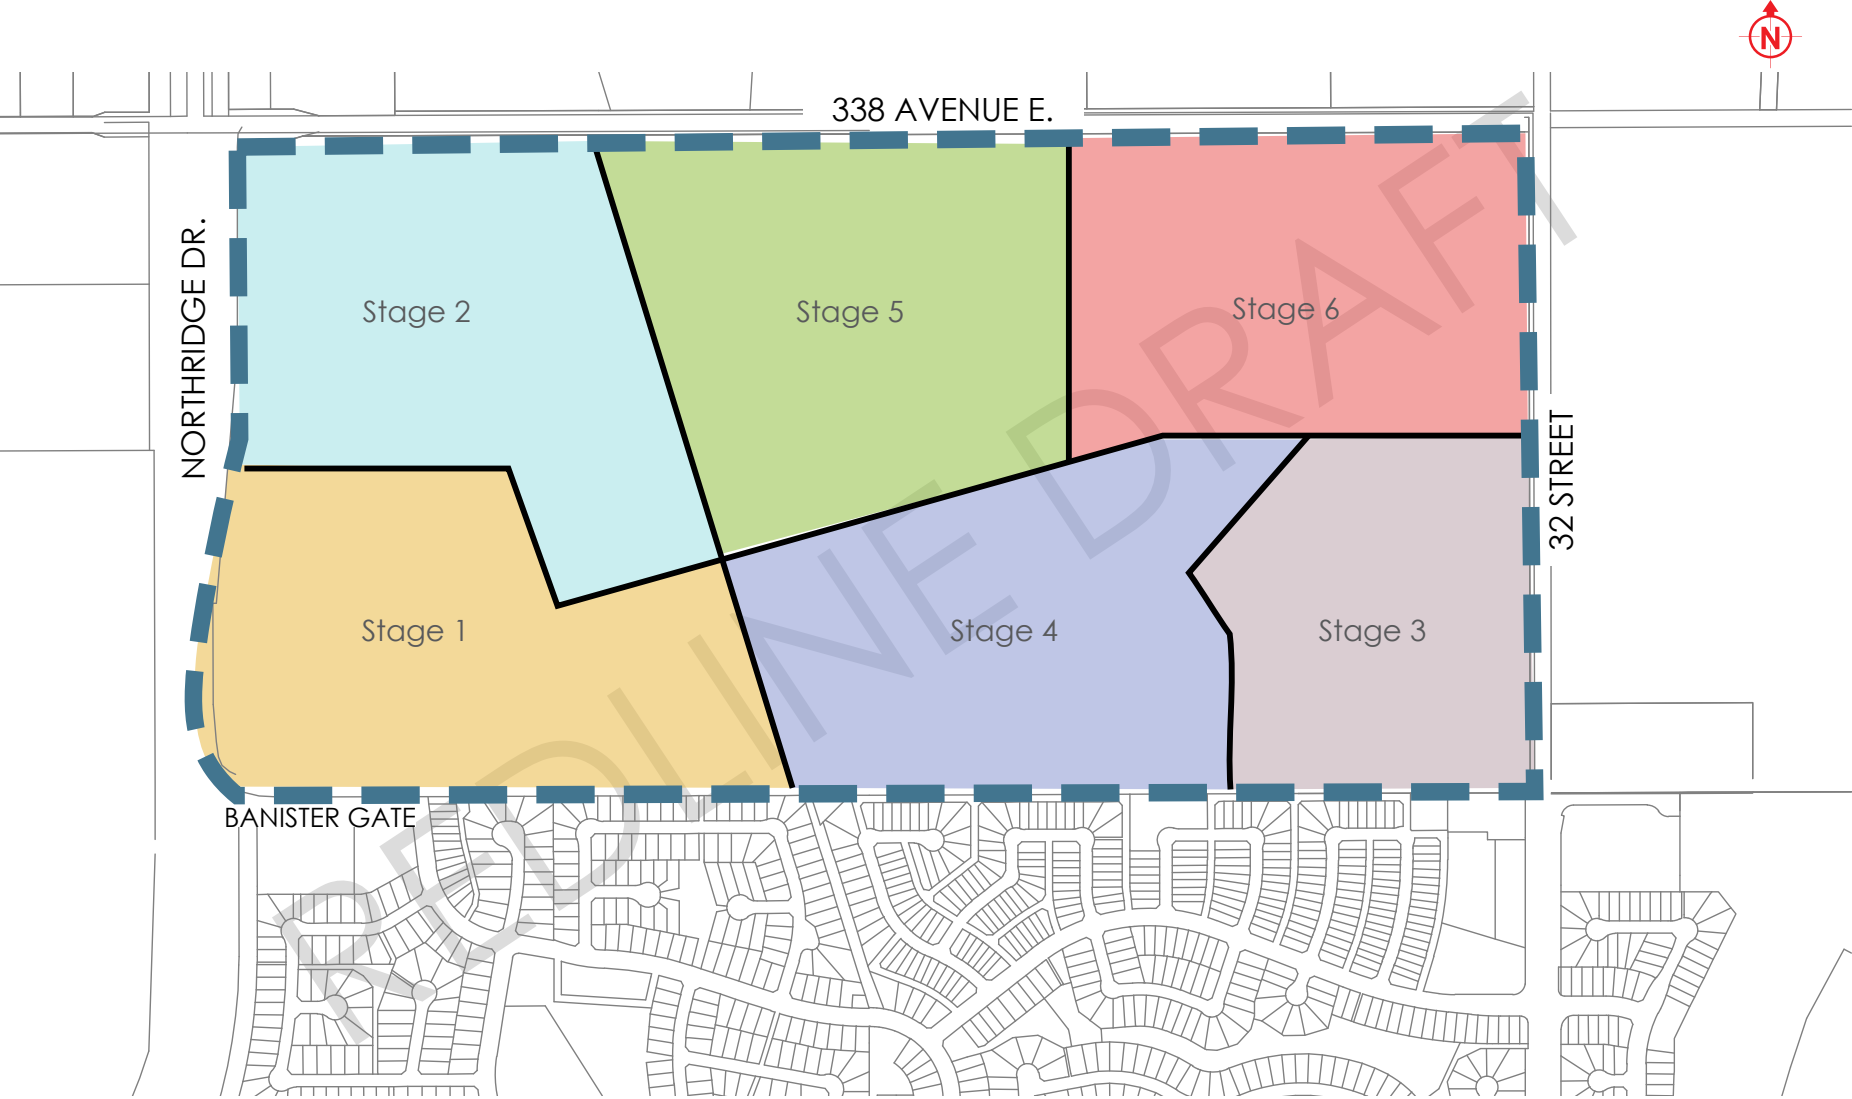 N
338 AVENUE E.
NORTHRIDGE DR.
Stage 2
Stage 5
Stage 6
32 STREET
Stage 1
Stage 4
Stage 3
BANISTER GATE
REDLINE DRAFT